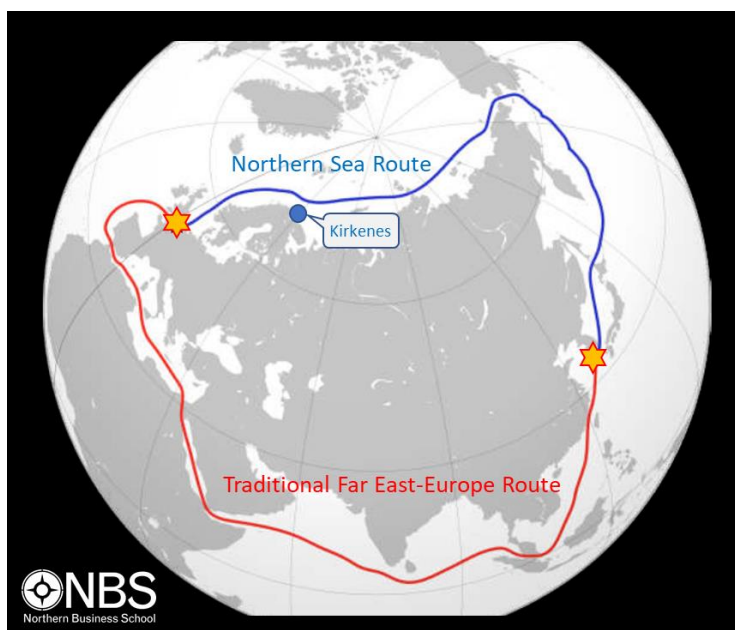 Northern Sea Route
Kirkenes
Traditional Far East-Europe Route
NBS
Northern Business School